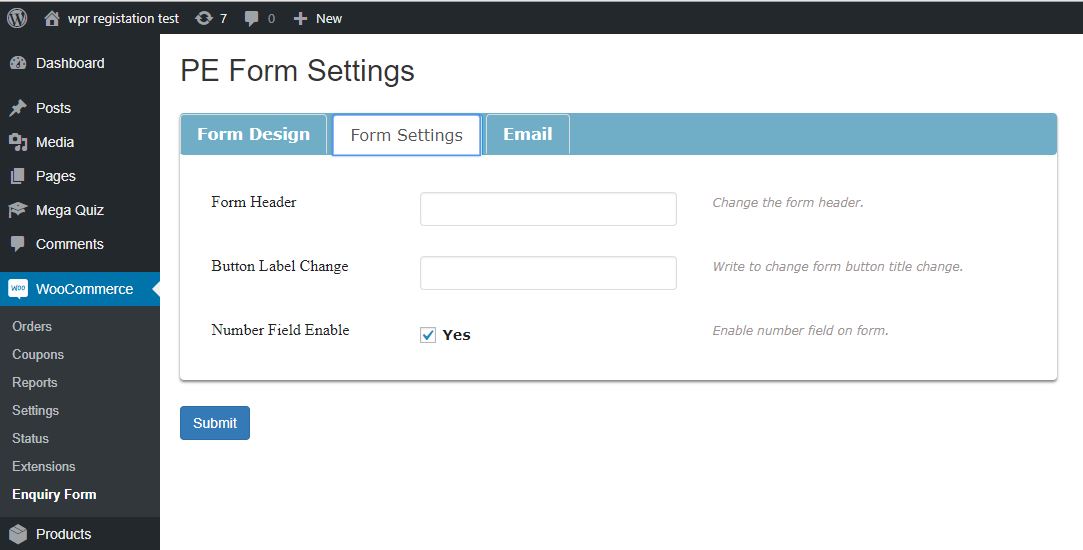 wpr registation test 7 0 New
Dashboard
Posts
Media
Pages
Mega Quiz
Comments
Woo WooCommerce
Orders
Coupons
Reports
Settings
Status
Extensions
Enquiry Form
Products
PE Form Settings
Form Design Form Settings Email
Form Header Change the form header.
Button Label Change Write to change form button title change.
Number Field Enable Yes Enable number field on form.
Submit